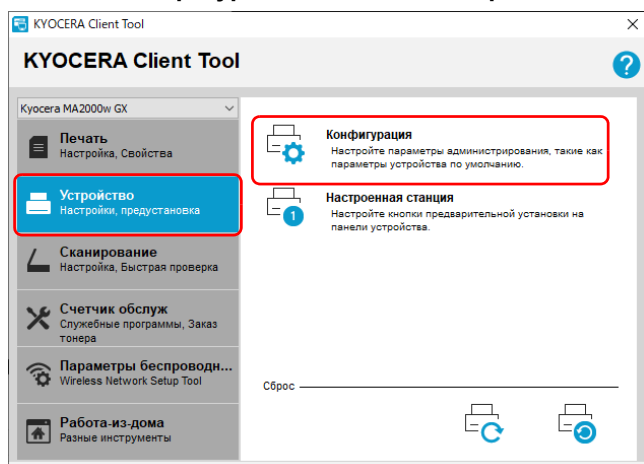 KYOCERA Client Tool
KYOCERA Client Tool
?
Kyocera MA2000w GX
Печать
Настройка, Свойства
Устройство
Настройки, предустановка
Сканирование
Настройка, Быстрая проверка
Счетчик обслуж
Служебные программы, Заказ
тонера
Параметры беспроводн...
Wireless Network Setup Tool
Работа-из-дома
Разные инструменты
Конфигурация
Настройте параметры администрирования, такие как
параметры устройства по умолчанию.
1
Настроенная станция
Настройте кнопки предварительной установки на
панели устройства.
Сброс